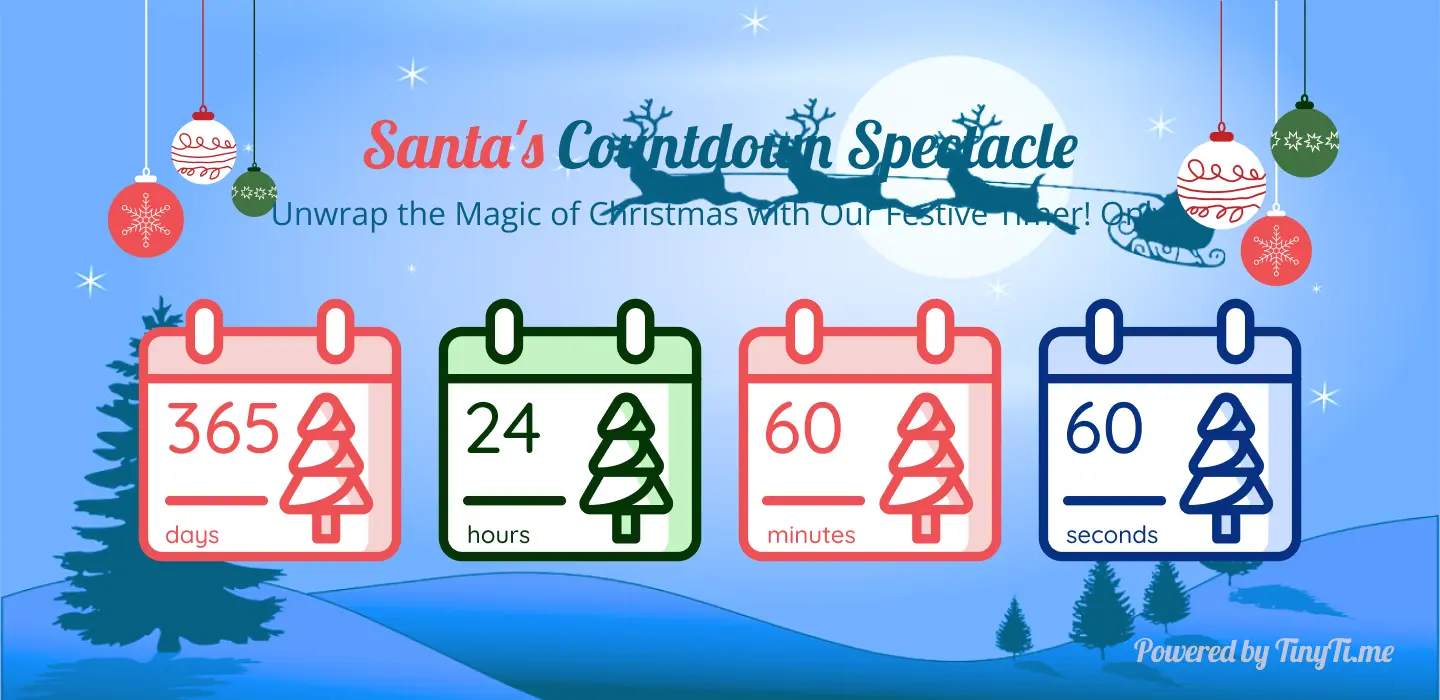 Santa's Countdown Spectacle
Unwrap the Magic of Christmas with Our Festive Timer!
365
days
24
hours
60
minutes
60
seconds
Powered by TinyTi.me